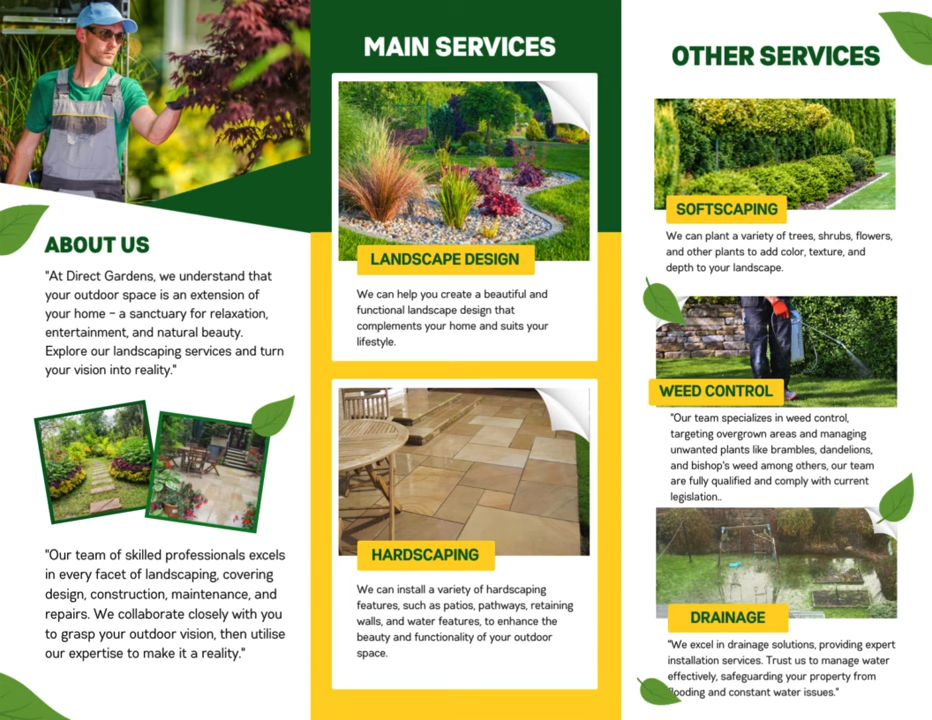 ABOUT US
"At Direct Gardens, we understand that
your outdoor space is an extension of
your home – a sanctuary for relaxation,
entertainment, and natural beauty.
Explore our landscaping services and turn
your vision into reality."
"Our team of skilled professionals excels
in every facet of landscaping, covering
design, construction, maintenance, and
repairs. We collaborate closely with you
to grasp your outdoor vision, then utilise
our expertise to make it a reality."
MAIN SERVICES
LANDSCAPE DESIGN
We can help you create a beautiful and
functional landscape design that
complements your home and suits your
lifestyle.
HARDSCAPING
We can install a variety of hardscaping
features, such as patios, pathways, retaining
walls, and water features, to enhance the
beauty and functionality of your outdoor
space.
OTHER SERVICES
SOFTSCAPING
We can plant a variety of trees, shrubs, flowers,
and other plants to add color, texture, and
depth to your landscape.
WEED CONTROL
"Our team specializes in weed control,
targeting overgrown areas and managing
unwanted plants like brambles, dandelions,
and bishop's weed among others, our team
are fully qualified and comply with current
legislation..
DRAINAGE
"We excel in drainage solutions, providing expert
installation services. Trust us to manage water
effectively, safeguarding your property from
flooding and constant water issues."